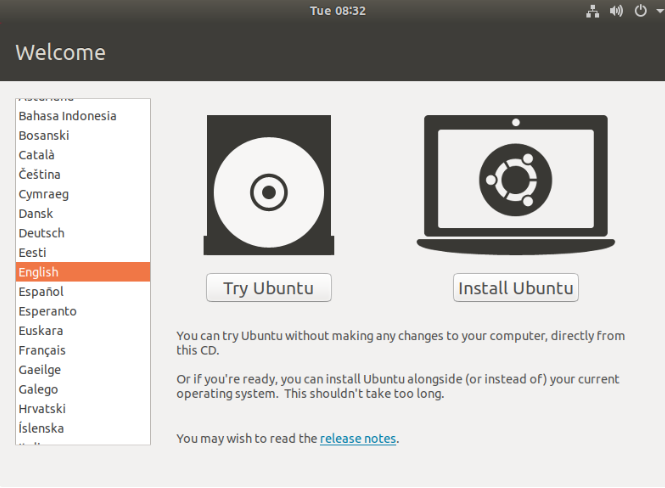 Tue 08:32
Welcome
Bahasa Indonesia
Bosanski
Català
Čeština
Cymraeg
Dansk
Deutsch
Eesti
English
Español
Esperanto
Euskara
Français
Gaeilge
Galego
Hrvatski
Íslenska
Try Ubuntu
Install Ubuntu
You can try Ubuntu without making any changes to your computer, directly from
this CD.
Or if you're ready, you can install Ubuntu alongside (or instead of) your current
operating system.  This shouldn't take too long.
You may wish to read the release notes.